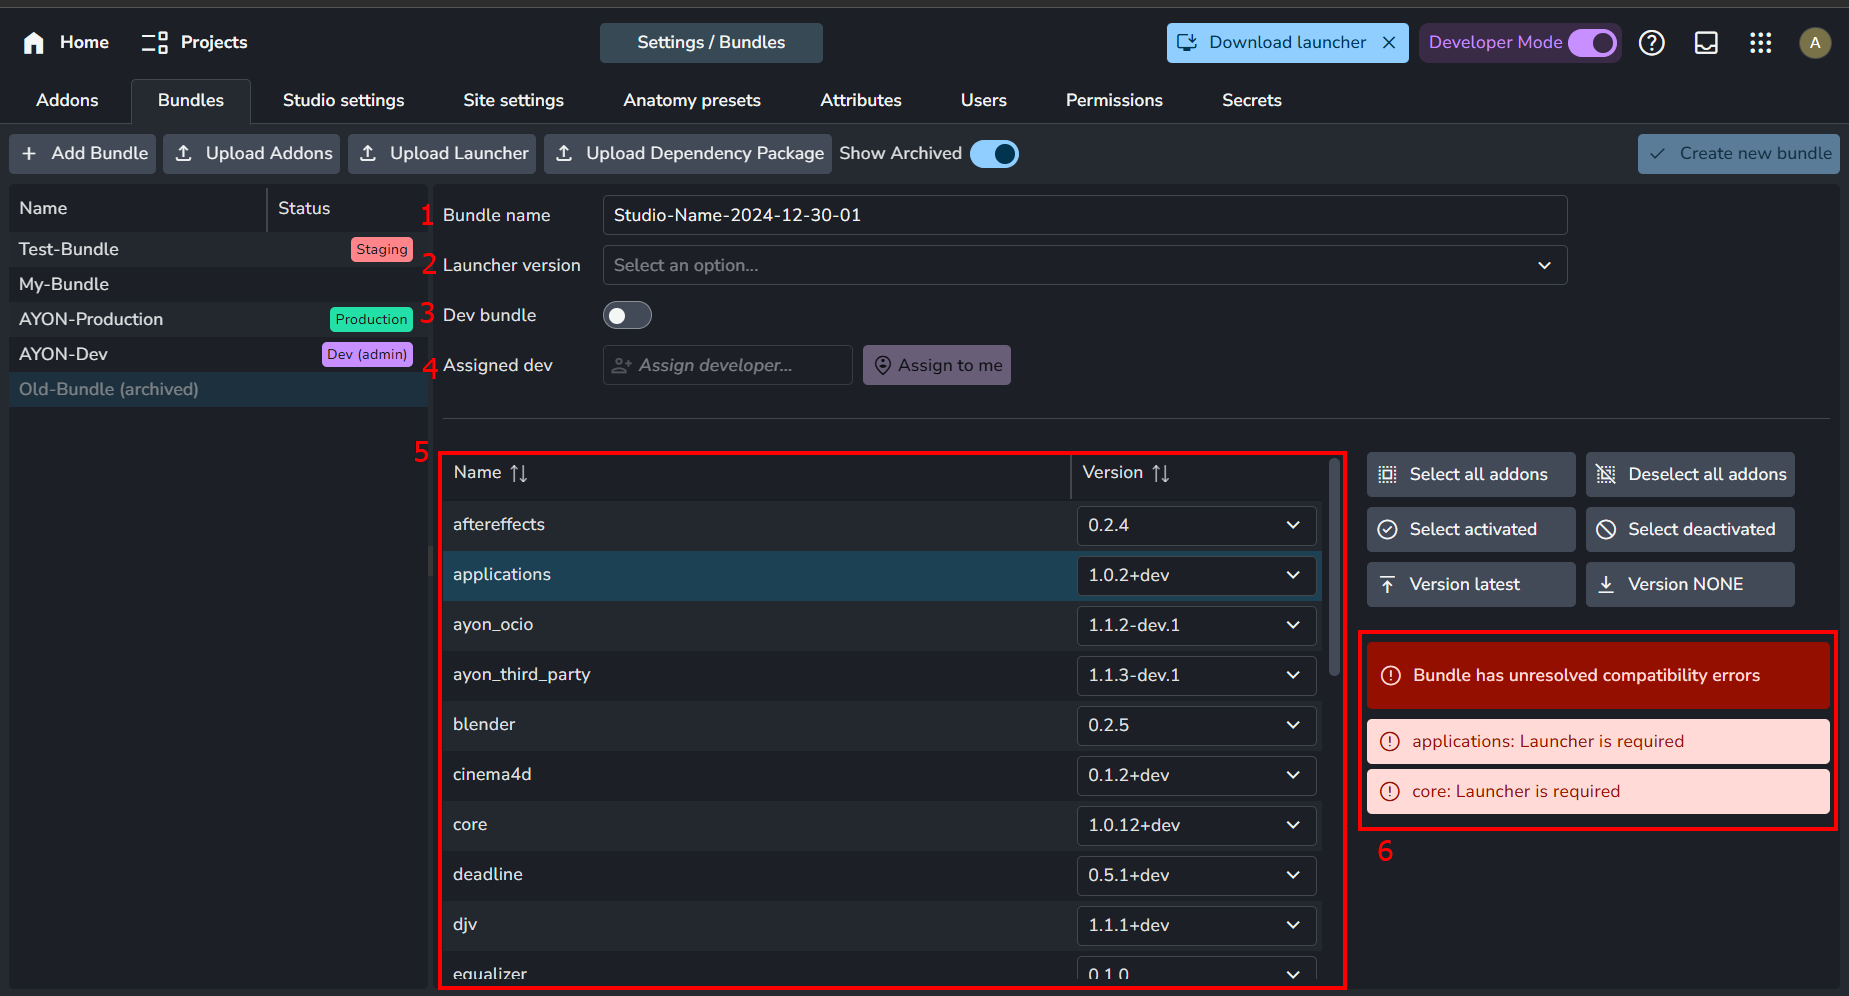 Home Projects Settings / Bundles Download launcher Developer Mode A
Addons Bundles Studio settings Site settings Anatomy presets Attributes Users Permissions Secrets
Add Bundle Upload Addons Upload Launcher Upload Dependency Package Show Archived Create new bundle
Name Status
Test-Bundle Staging
My-Bundle
AYON-Production Production
AYON-Dev Dev (admin)
Old-Bundle (archived)
1 Bundle name Studio-Name-2024-12-30-01
2 Launcher version Select an option...
3 Dev bundle
4 Assigned dev Assign developer... Assign to me
5
Name Version
aftereffects 0.2.4
applications 1.0.2+dev
ayon_ocio 1.1.2-dev.1
ayon_third_party 1.1.3-dev.1
blender 0.2.5
cinema4d 0.1.2+dev
core 1.0.12+dev
deadline 0.5.1+dev
djv 1.1.1+dev
equalizer 0.1.0
Select all addons Deselect all addons
Select activated Select deactivated
Version latest Version NONE
Bundle has unresolved compatibility errors
applications: Launcher is required
core: Launcher is required
6